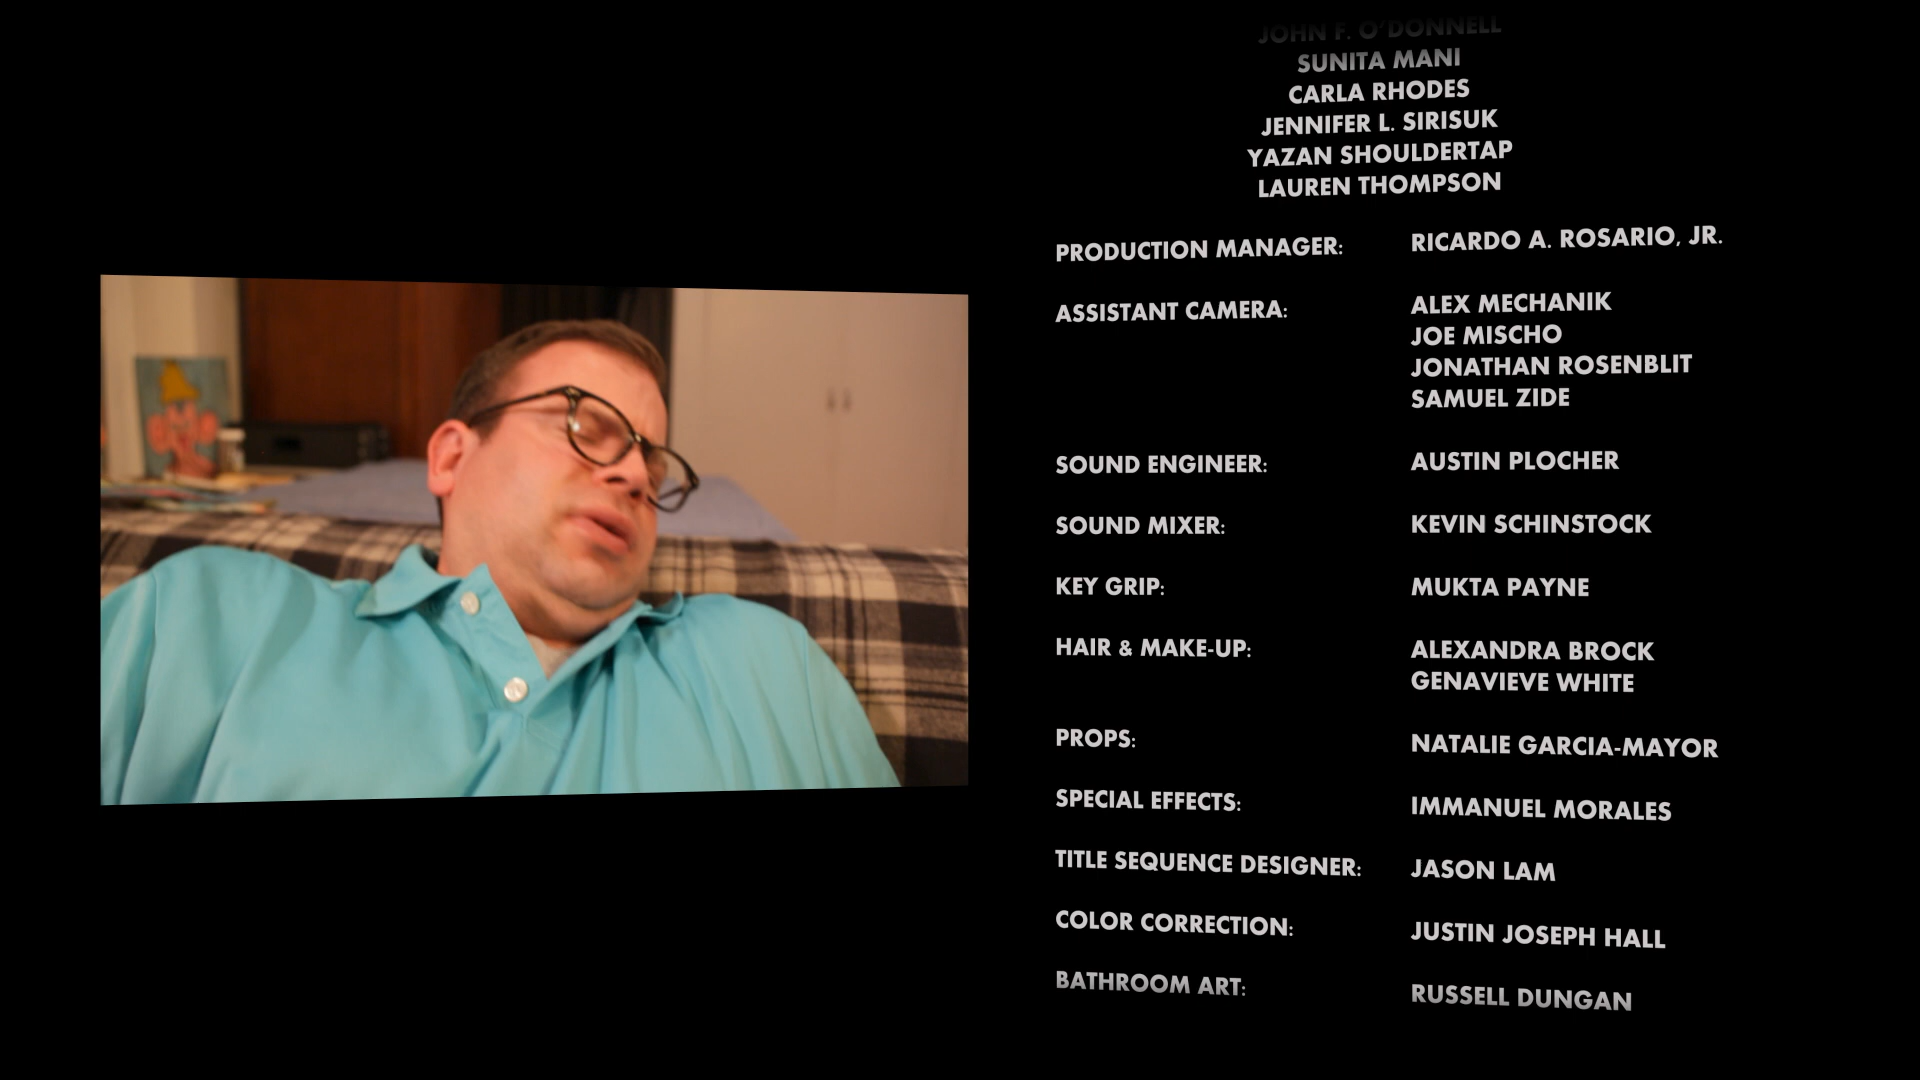 JOHN F. O'DONNELL
SUNITA MANI
CARLA RHODES
JENNIFER L. SIRISUK
YAZAN SHOULDERTAP
LAUREN THOMPSON
PRODUCTION MANAGER: RICARDO A. ROSARIO, JR.
ASSISTANT CAMERA: ALEX MECHANIK
JOE MISCHO
JONATHAN ROSENBLIT
SAMUEL ZIDE
SOUND ENGINEER: AUSTIN PLOCHER
SOUND MIXER: KEVIN SCHINSTOCK
KEY GRIP: MUKTA PAYNE
HAIR & MAKE-UP: ALEXANDRA BROCK
GENAVIEVE WHITE
PROPS: NATALIE GARCIA-MAYOR
SPECIAL EFFECTS: IMMANUEL MORALES
TITLE SEQUENCE DESIGNER: JASON LAM
COLOR CORRECTION: JUSTIN JOSEPH HALL
BATHROOM ART: RUSSELL DUNGAN